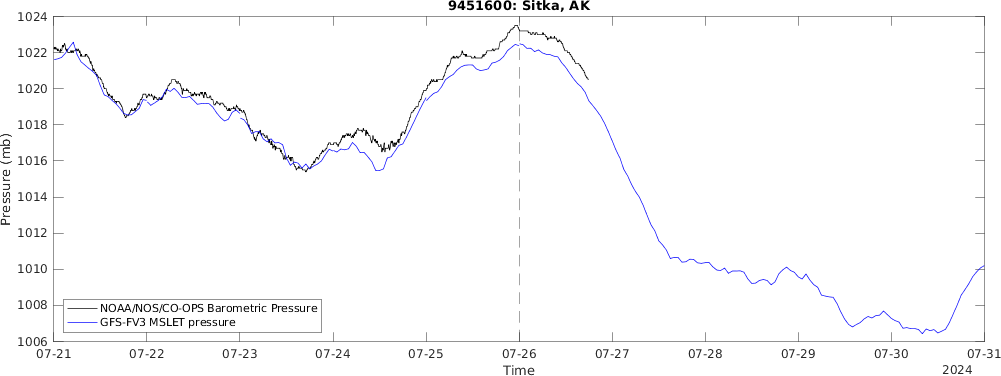 9451600: Sitka, AK
Pressure (mb)
1024
1022
1020
1018
1016
1014
1012
1010
1008
1006
NOAA/NOS/CO-OPS Barometric Pressure
GFS-FV3 MSLET pressure
07-21 07-22 07-23 07-24 07-25 07-26 07-27 07-28 07-29 07-30 07-31
Time
2024